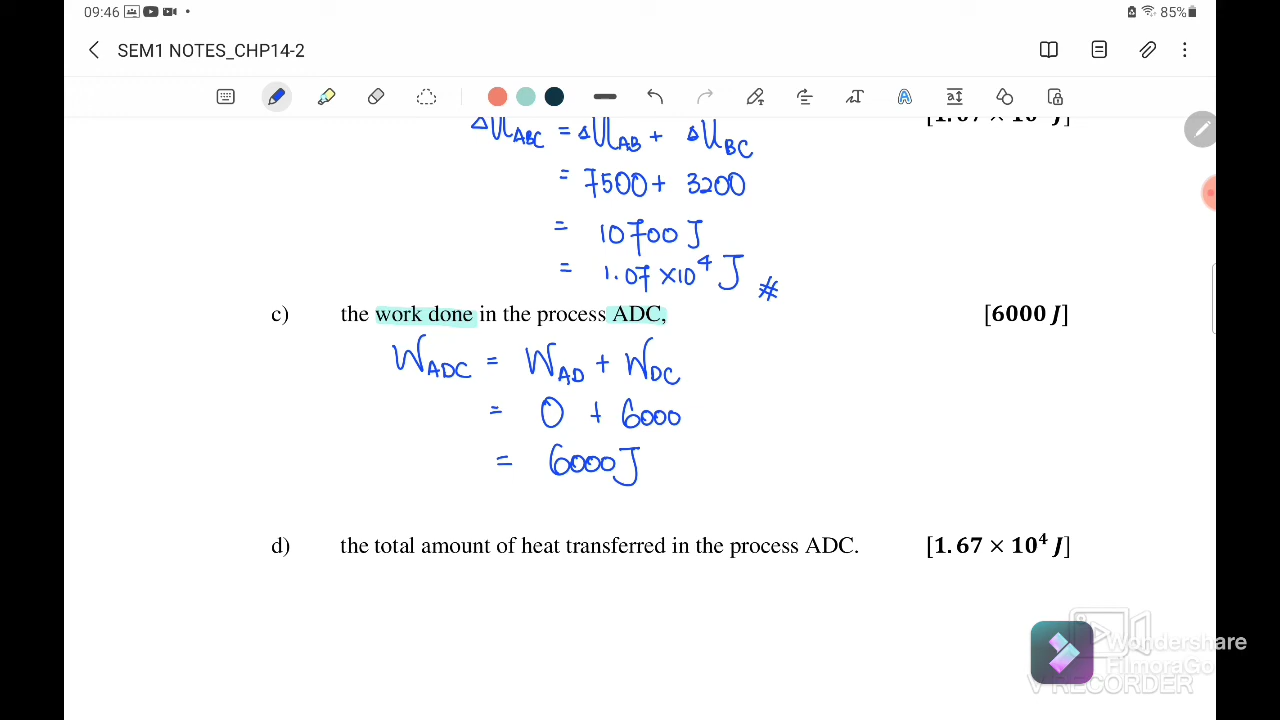 09:46 85%
SEM1 NOTES_CHP14-2
ΔU_ABC = ΔU_AB + ΔU_BC
= 7500 + 3200
= 10700 J
= 1.07 × 10⁴ J #
c) the work done in the process ADC, [6000 J]
W_ADC = W_AD + W_DC
= 0 + 6000
= 6000 J
d) the total amount of heat transferred in the process ADC. [1.67 × 10⁴ J]
Wondershare
FilmoraGo
V RECORDER